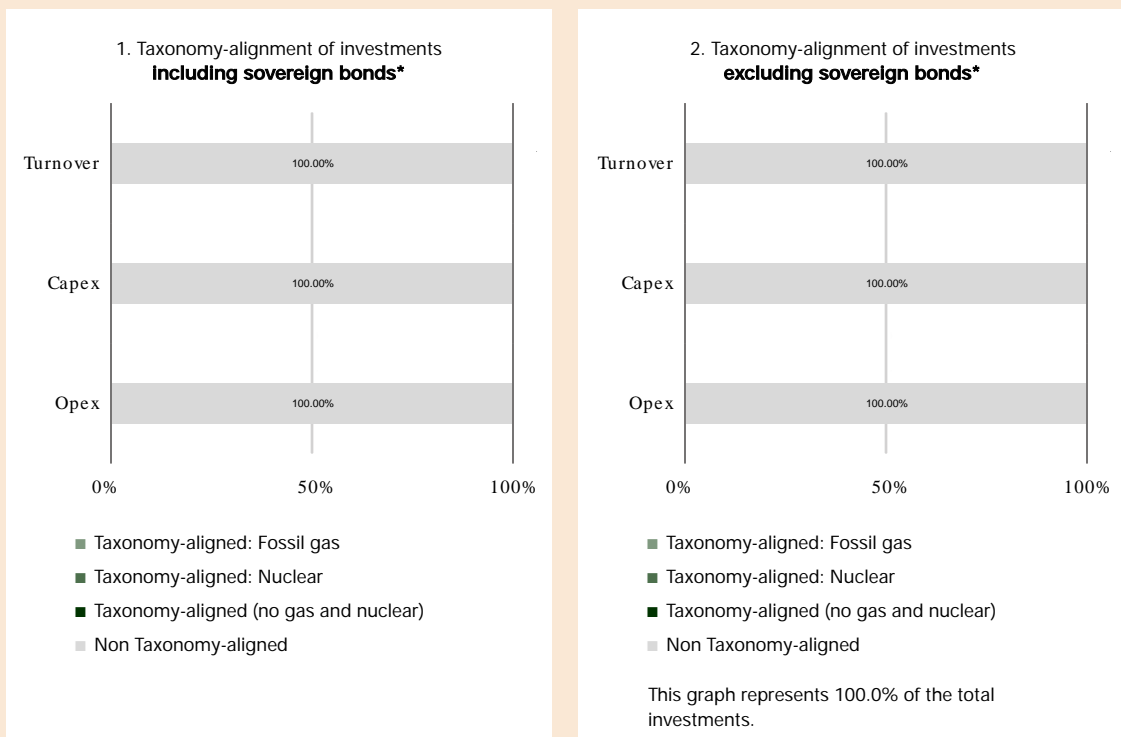 1. Taxonomy-alignment of investments
including sovereign bonds*
Turnover
100.00%
Capex
100.00%
Opex
100.00%
0%
50%
100%
Taxonomy-aligned: Fossil gas
Taxonomy-aligned: Nuclear
Taxonomy-aligned (no gas and nuclear)
Non Taxonomy-aligned
2. Taxonomy-alignment of investments
excluding sovereign bonds*
Turnover
100.00%
Capex
100.00%
Opex
100.00%
0%
50%
100%
Taxonomy-aligned: Fossil gas
Taxonomy-aligned: Nuclear
Taxonomy-aligned (no gas and nuclear)
Non Taxonomy-aligned
This graph represents 100.0% of the total
investments.